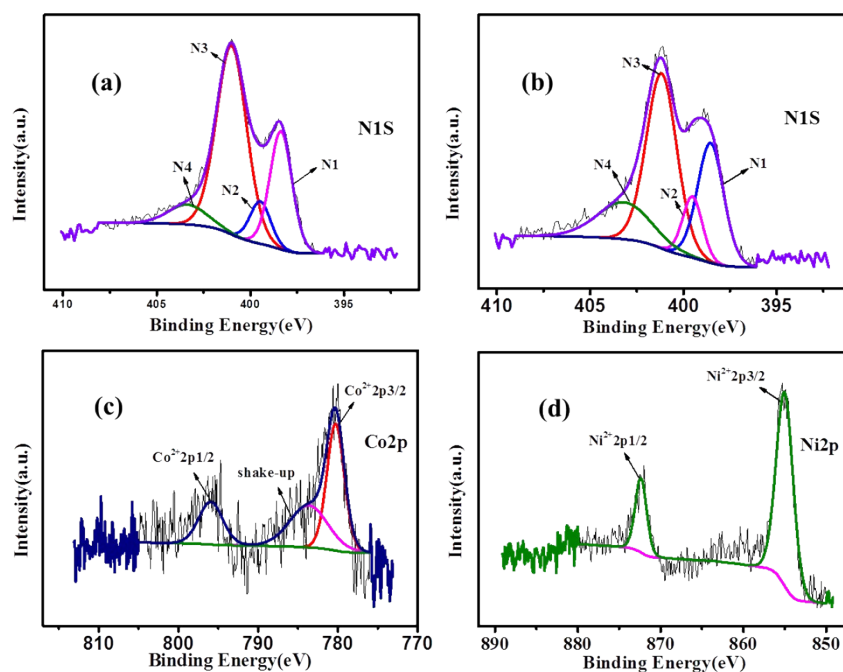 (a)
N3
N1S
N4
N2
N1
Intensity(a.u.)
410 405 400 395
Binding Energy(eV)
(b)
N3
N1S
N4
N2
N1
Intensity(a.u.)
410 405 400 395
Binding Energy(eV)
(c)
Co²⁺2p3/2
Co2p
Co²⁺2p1/2
shake-up
Intensity(a.u.)
810 800 790 780 770
Binding Energy(eV)
(d)
Ni²⁺2p3/2
Ni²⁺2p1/2
Ni2p
Intensity(a.u.)
890 880 870 860 850
Binding Energy(eV)